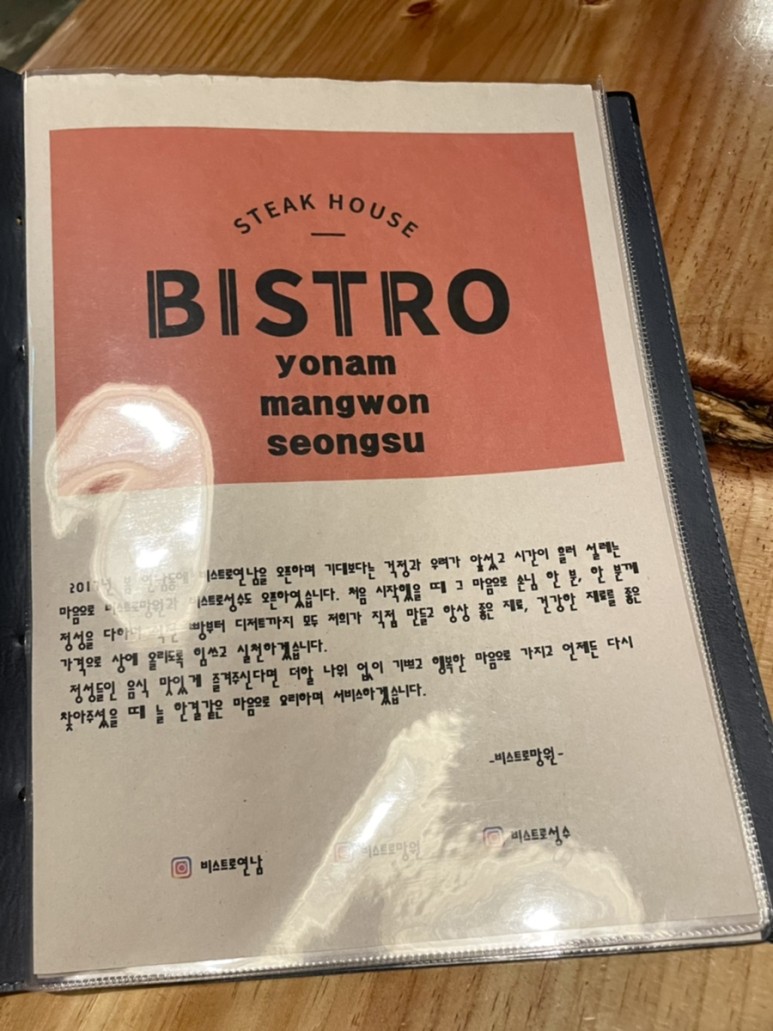 STEAK HOUSE
BISTRO
yonam
mangwon
seongsu
봄 연남동에 비스트로연남을 오픈하며 기대보다는 걱정과 우려가 앞섰고 시간이 흘러 설레는
마음으로 비스트로망원과 비스트로성수도 오픈하였습니다. 처음 시작했을 때 그 마음으로 손님 한 분, 한 분께
정성을 빵부터 디저트까지 모두 저희가 직접 만들고 항상 좋은 재료, 건강한 재료를 좋은
가격으로 상에 올리도록 힘쓰고 실천하겠습니다.
정성들인 음식 맛있게 즐겨주신다면 더할 나위 없이 기쁘고 행복한 마음으로 가지고 언제든 다시
찾아주셨을 때 늘 한결같은 마음으로 요리하며 서비스하겠습니다.
-비스트로망원-
비스트로연남
비스트로망원
비스트로성수